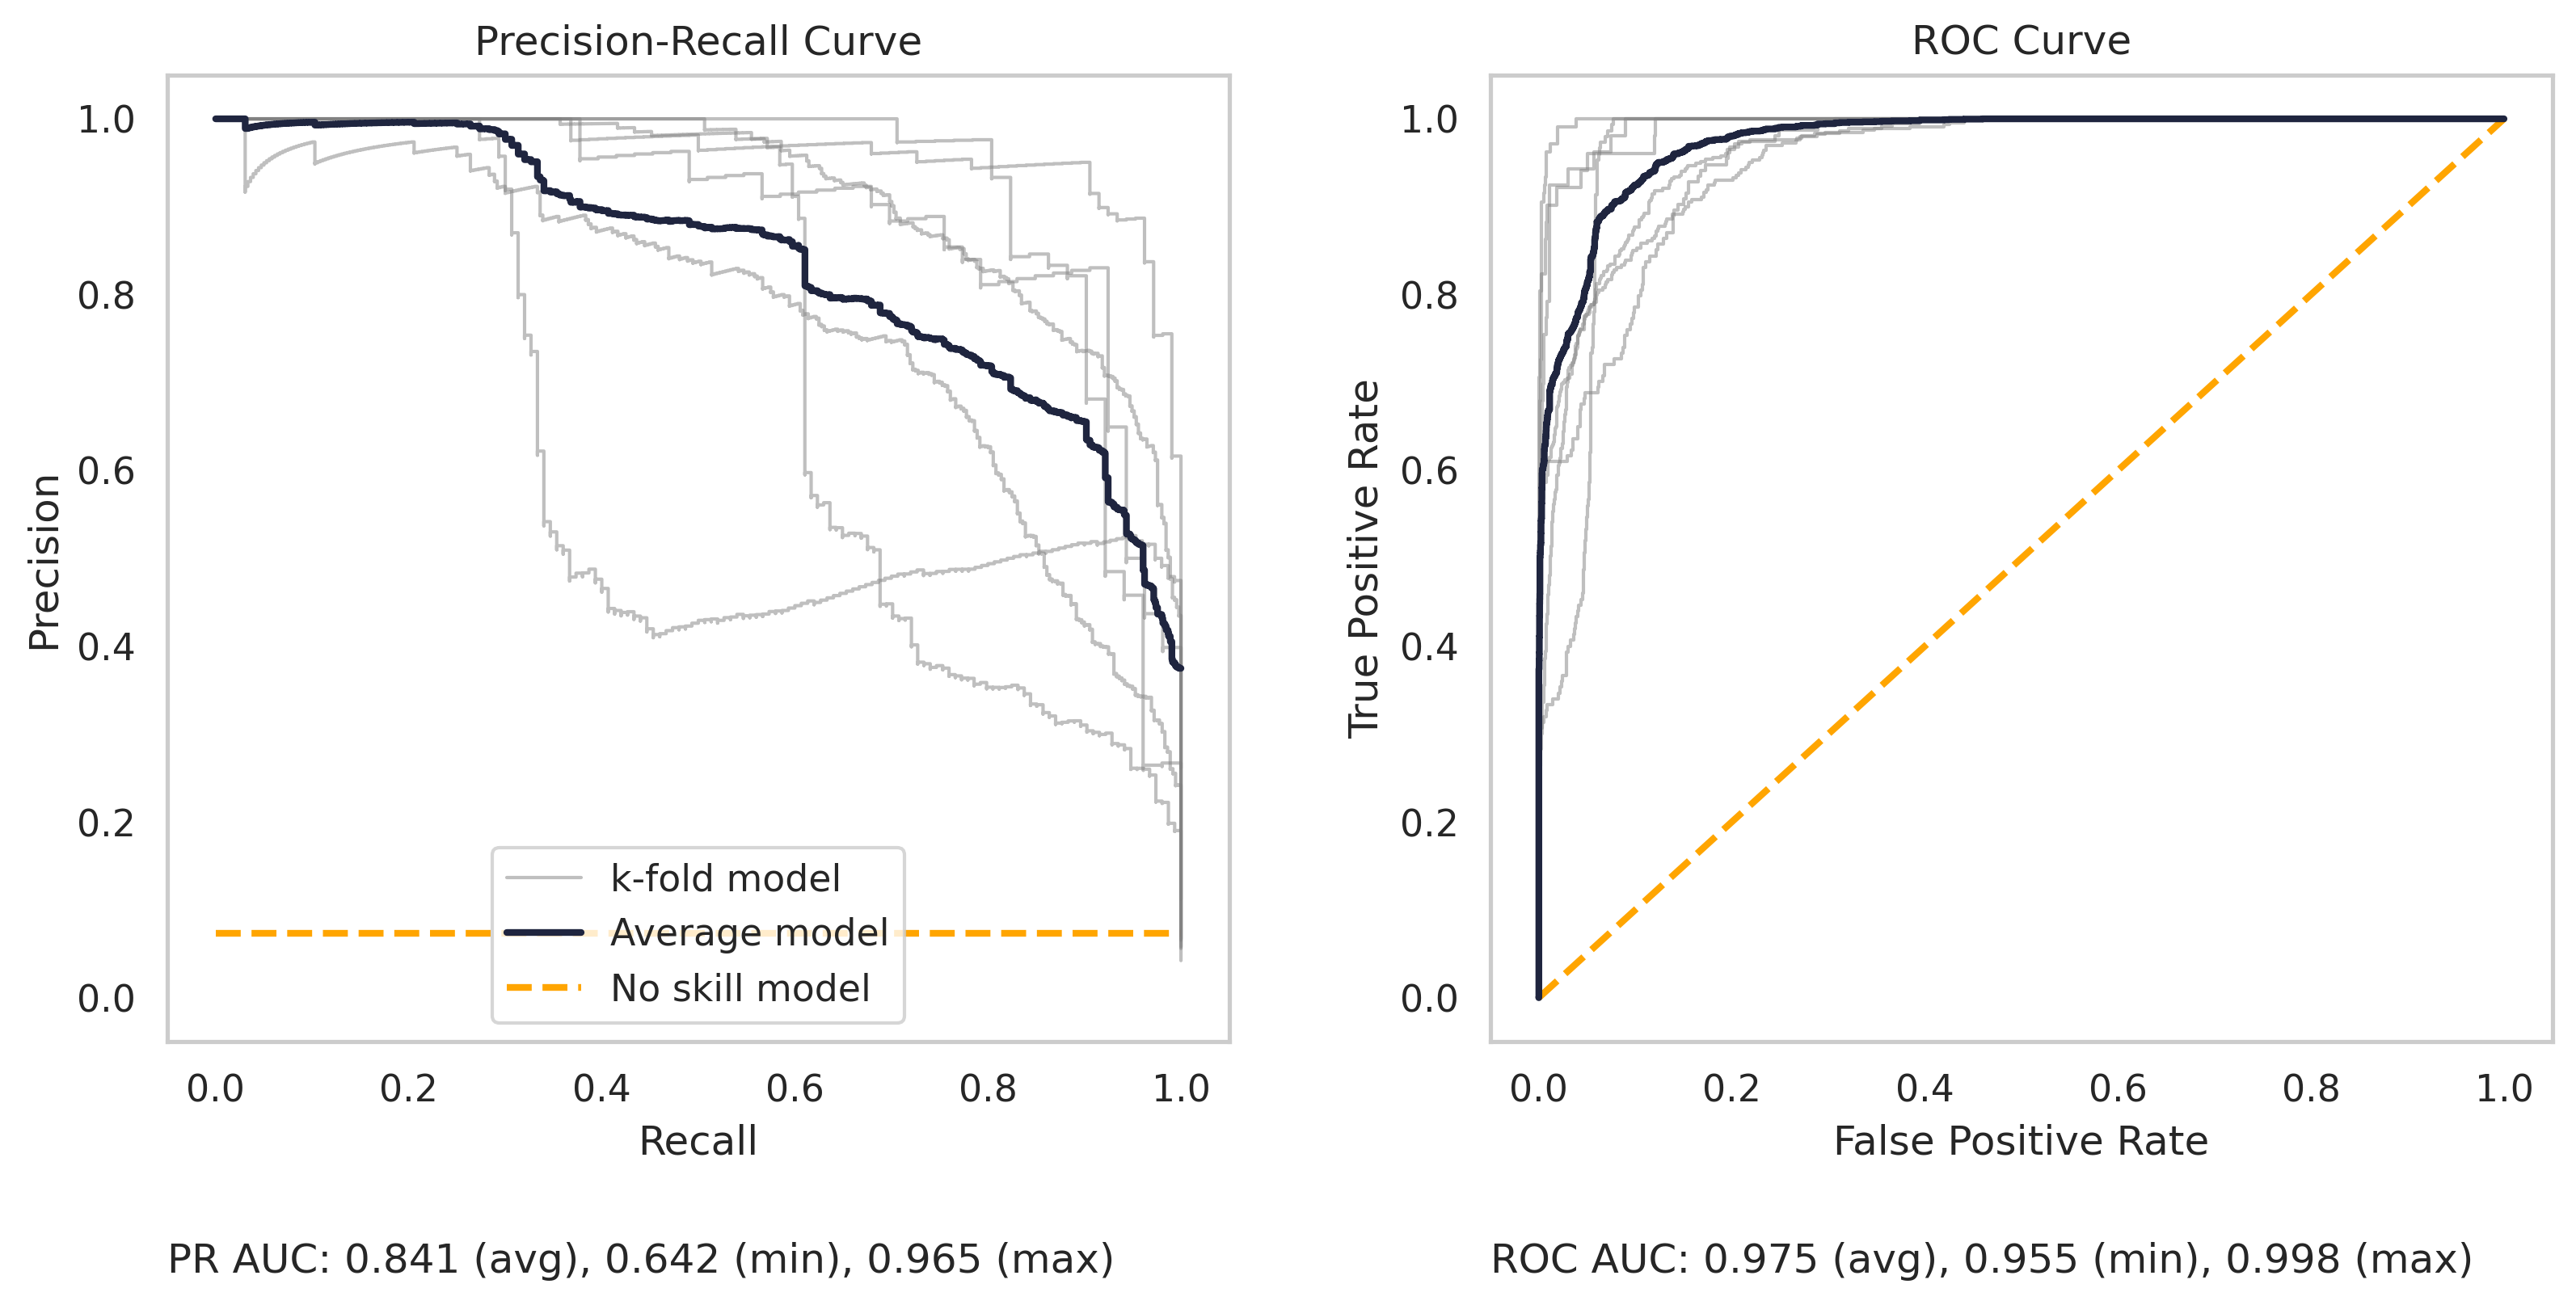 Precision-Recall Curve
1.0
0.8
0.6
0.4
0.2
0.0
Precision
k-fold model
Average model
No skill model
0.0 0.2 0.4 0.6 0.8 1.0
Recall
PR AUC: 0.841 (avg), 0.642 (min), 0.965 (max)
ROC Curve
1.0
0.8
0.6
0.4
0.2
0.0
True Positive Rate
0.0 0.2 0.4 0.6 0.8 1.0
False Positive Rate
ROC AUC: 0.975 (avg), 0.955 (min), 0.998 (max)